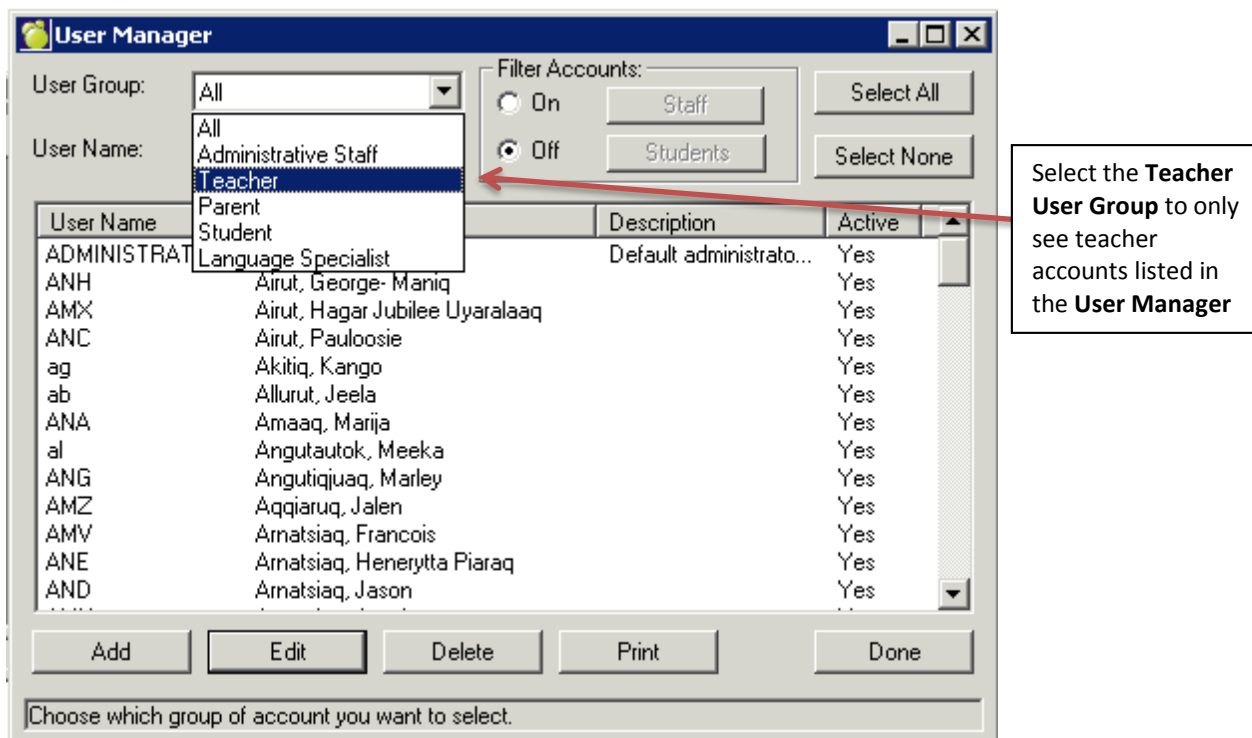 User Manager
User Group:
All
Filter Accounts:
On
Staff
Select All
User Name:
Off
Students
Select None
All
Administrative Staff
Teacher
Parent
Student
Language Specialist
Select the Teacher
User Group to only
see teacher
accounts listed in
the User Manager
User Name Description Active
ADMINISTRAT Default administrato... Yes
ANH Airut, George- Maniq Yes
AMX Airut, Hagar Jubilee Uyaralaaq Yes
ANC Airut, Pauloosie Yes
ag Akitiq, Kango Yes
ab Allurut, Jeela Yes
ANA Amaaq, Marija Yes
al Angutautok, Meeka Yes
ANG Angutiqjuaq, Marley Yes
AMZ Aqqiaruq, Jalen Yes
AMV Arnatsiaq, Francois Yes
ANE Arnatsiaq, Henerytta Piaraq Yes
AND Arnatsiaq, Jason Yes
Add Edit Delete Print Done
Choose which group of account you want to select.